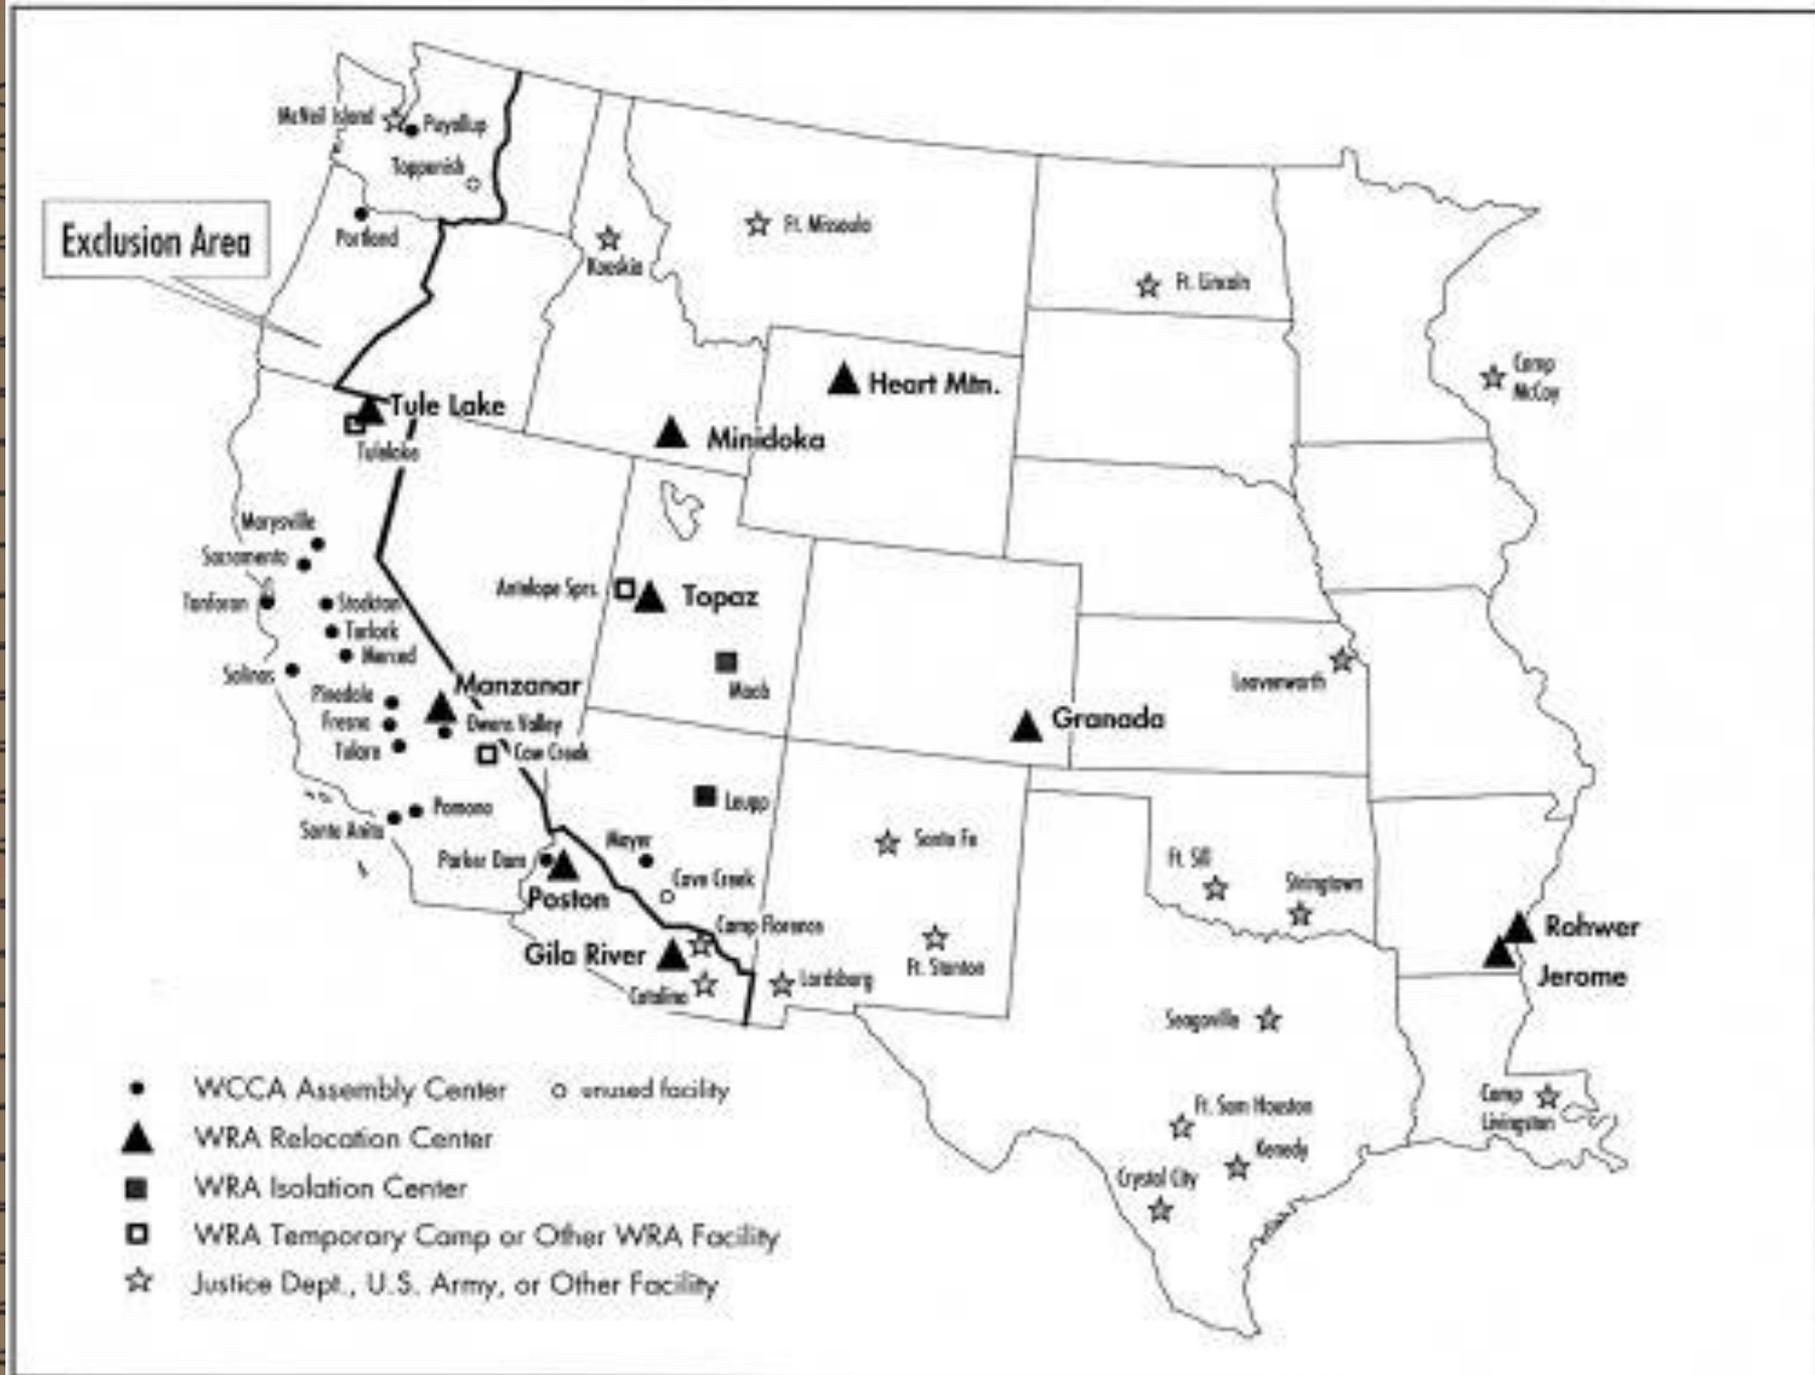 McNeil Island
Puyallup
Toppenish
Portland
Exclusion Area
Kooskia
Ft. Missoula
Ft. Lincoln
Camp
McCoy
Heart Mtn.
Tule Lake
Tulelake
Minidoka
Marysville
Sacramento
Tanforan
Stockton
Turlock
Merced
Salinas
Pinedale
Fresno
Tulare
Manzanar
Owens Valley
Cow Creek
Antelope Sprs.
Topaz
Moab
Granada
Leavenworth
Leupp
Pomona
Santa Anita
Mayer
Parker Dam
Poston
Cave Creek
Camp Florence
Gila River
Catalina
Lordsburg
Santa Fe
Ft. Stanton
Ft. Sill
Stringtown
Rohwer
Jerome
Seagoville
Ft. Sam Houston
Kenedy
Crystal City
Camp
Livingston
WCCA Assembly Center
unused facility
WRA Relocation Center
WRA Isolation Center
WRA Temporary Camp or Other WRA Facility
Justice Dept., U.S. Army, or Other Facility